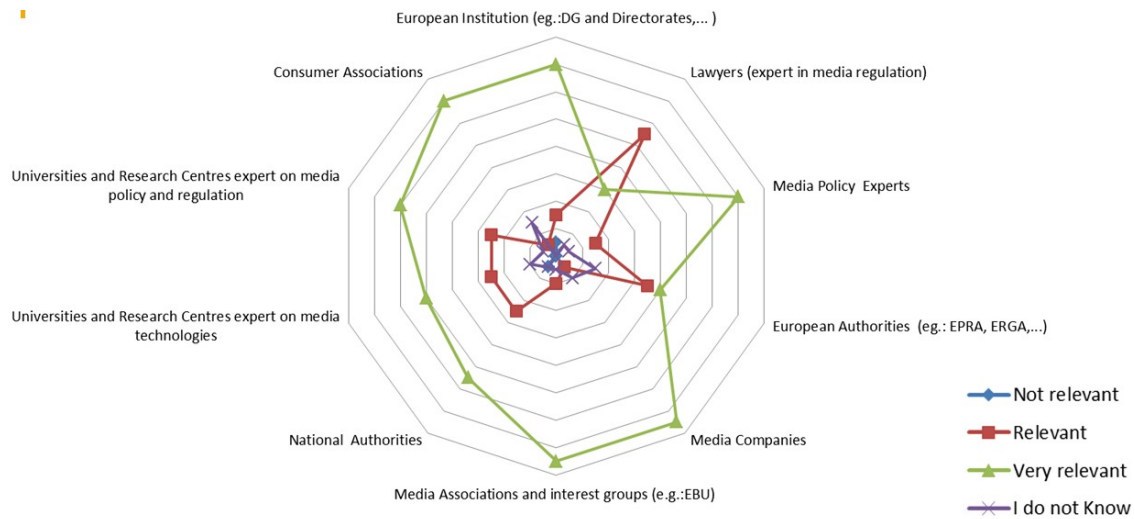 European Institution (eg.:DG and Directorates,... )
Consumer Associations
Lawyers (expert in media regulation)
Universities and Research Centres expert on media
policy and regulation
Media Policy Experts
Universities and Research Centres expert on media
technologies
European Authorities (eg.: EPRA, ERGA,...)
National Authorities
Media Companies
Media Associations and interest groups (e.g.:EBU)
Not relevant
Relevant
Very relevant
I do not Know